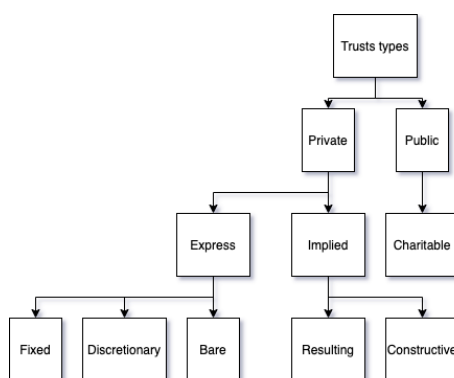 Trusts types
Private
Public
Express
Implied
Charitable
Fixed
Discretionary
Bare
Resulting
Constructive